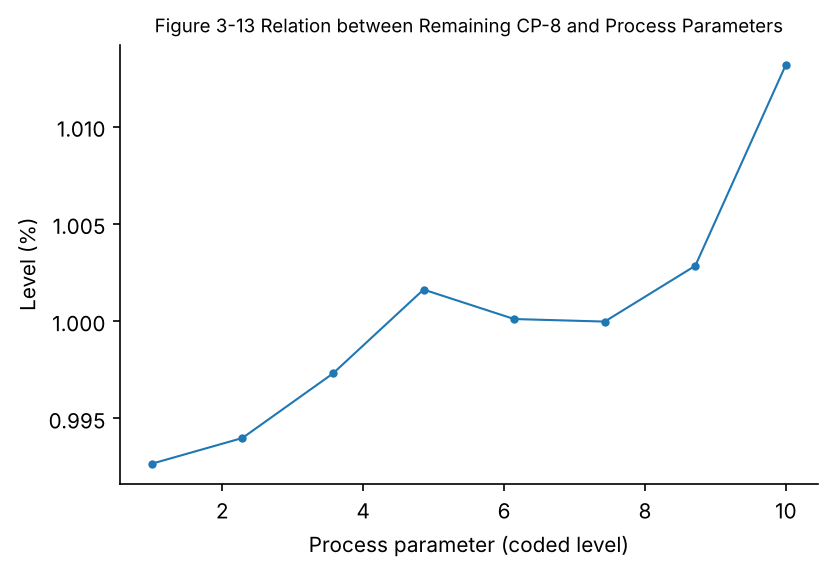 Figure 3-13 Relation between Remaining CP-8 and Process Parameters
1.010
1.005
1.000
0.995
Level (%)
2 4 6 8 10
Process parameter (coded level)